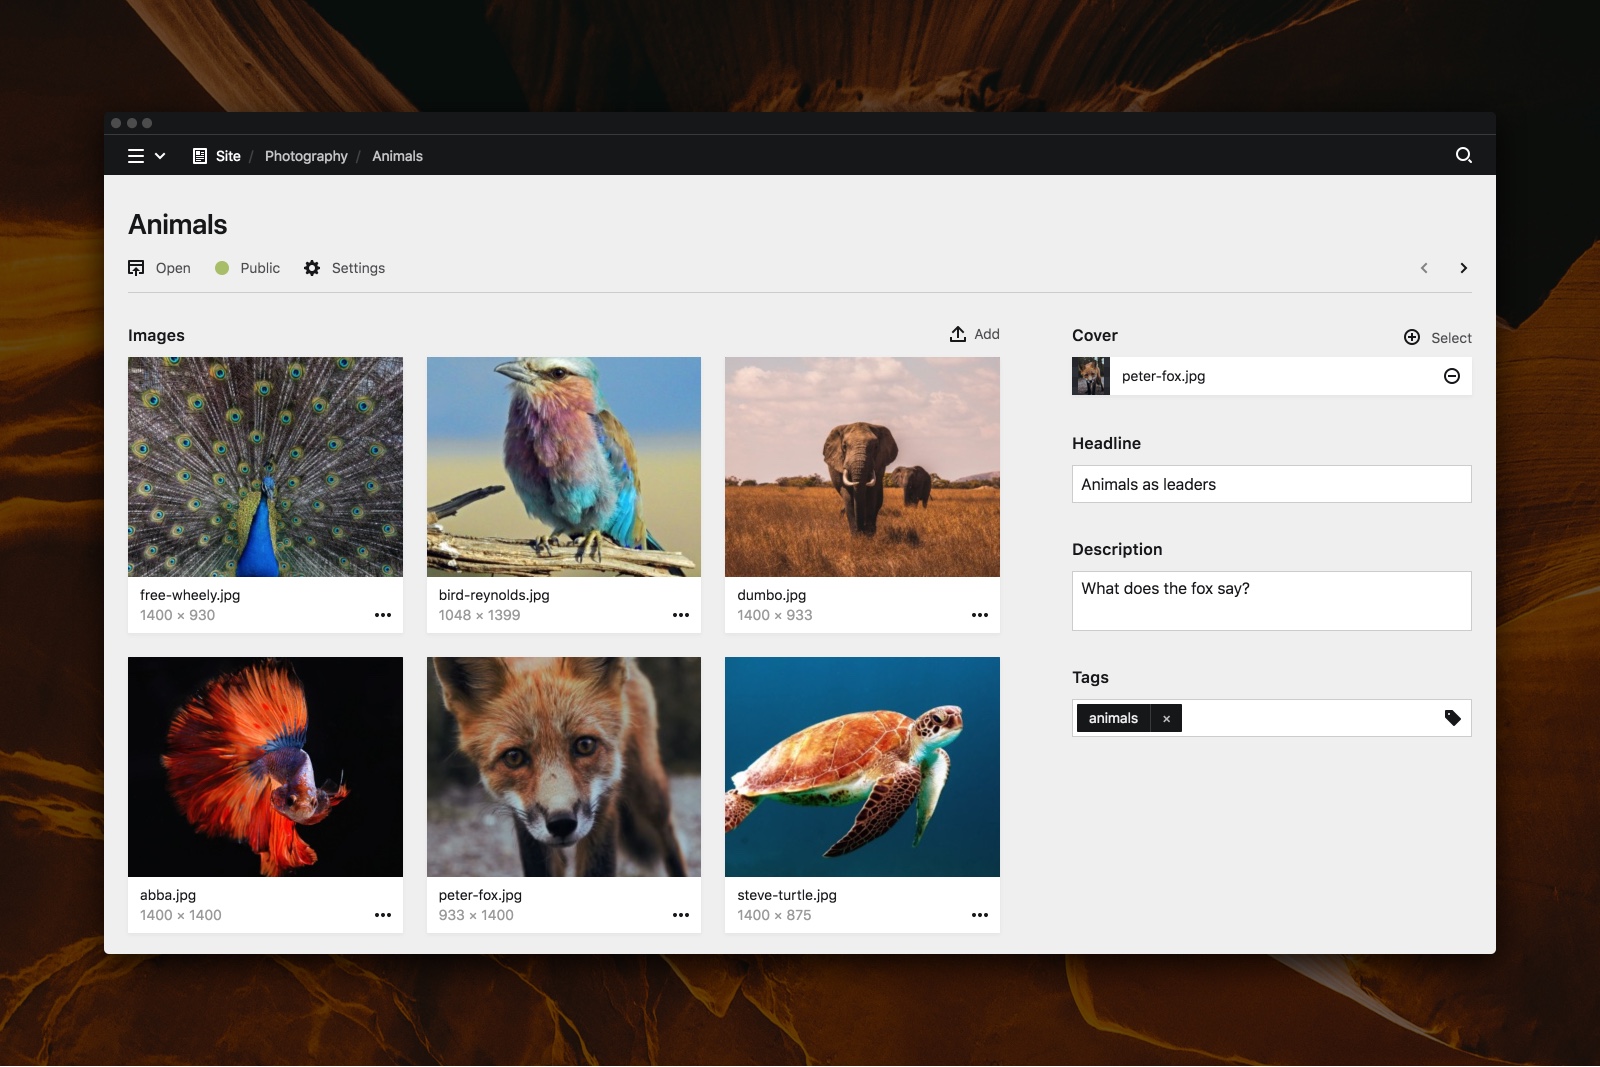 Site / Photography / Animals
Animals
Open Public Settings
Images
Add
free-wheely.jpg
1400 × 930
bird-reynolds.jpg
1048 × 1399
dumbo.jpg
1400 × 933
abba.jpg
1400 × 1400
peter-fox.jpg
933 × 1400
steve-turtle.jpg
1400 × 875
Cover
Select
peter-fox.jpg
Headline
Animals as leaders
Description
What does the fox say?
Tags
animals ×